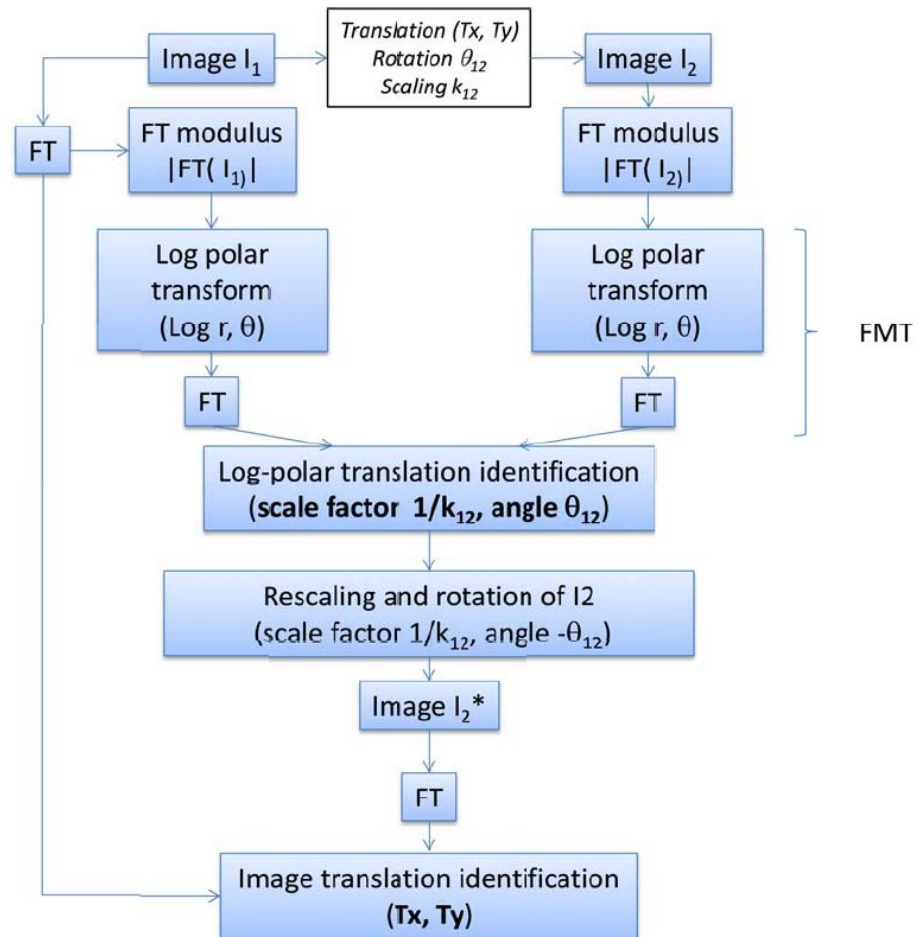 Image I₁
Translation (Tx, Ty)
Rotation θ₁₂
Scaling k₁₂
Image I₂
FT
FT modulus
|FT( I₁)|
FT modulus
|FT( I₂)|
Log polar
transform
(Log r, θ)
Log polar
transform
(Log r, θ)
FMT
FT
FT
Log-polar translation identification
(scale factor 1/k₁₂, angle θ₁₂)
Rescaling and rotation of I2
(scale factor 1/k₁₂, angle -θ₁₂)
Image I₂*
FT
Image translation identification
(Tx, Ty)